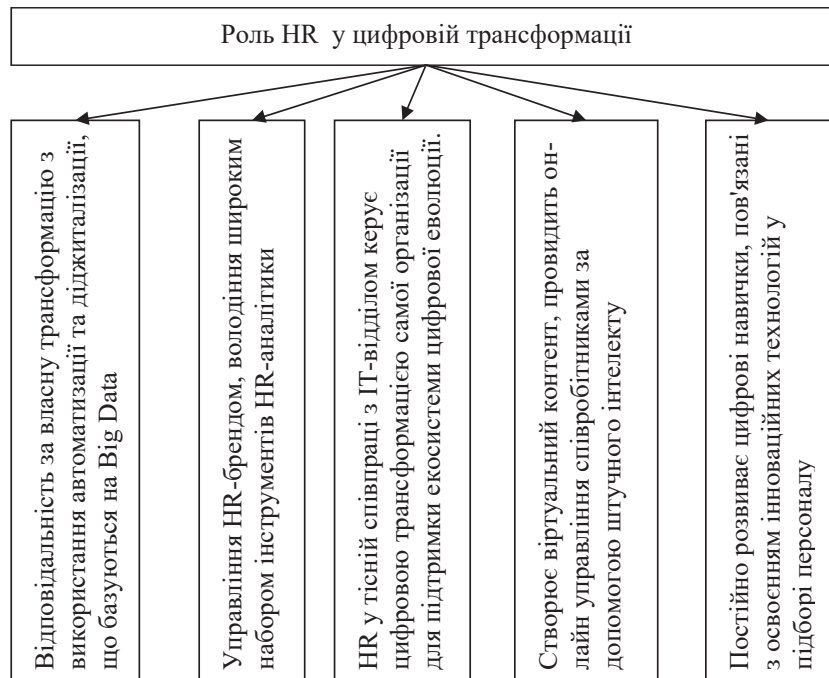 Роль HR у цифровій трансформації
Відповідальність за власну трансформацію з
використання автоматизації та діджиталізації,
що базуються на Big Data
Управління HR-брендом, володіння широким
набором інструментів HR-аналітики
HR у тісній співпраці з ІТ-відділом керує
цифровою трансформацією самої організації
для підтримки екосистеми цифрової еволюції.
Створює віртуальний контент, провидить он-
лайн управління співробітниками за
допомогою штучного інтелекту
Постійно розвиває цифрові навички, пов'язані
з освоєнням інноваційних технологій у
підборі персоналу